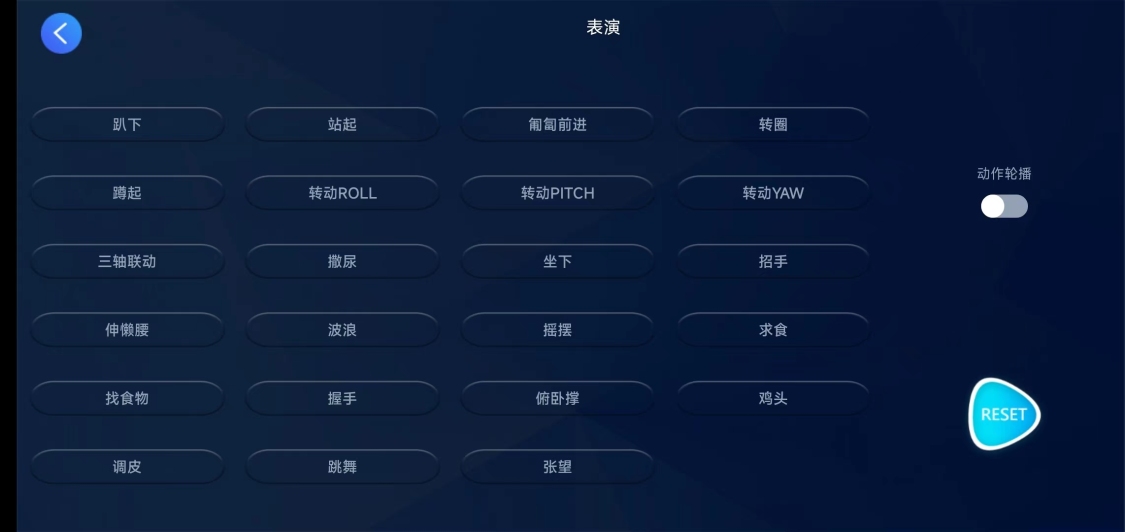 表演
趴下
站起
匍匐前进
转圈
动作轮播
蹲起
转动ROLL
转动PITCH
转动YAW
三轴联动
撒尿
坐下
招手
伸懒腰
波浪
摇摆
求食
找食物
握手
俯卧撑
鸡头
RESET
调皮
跳舞
张望